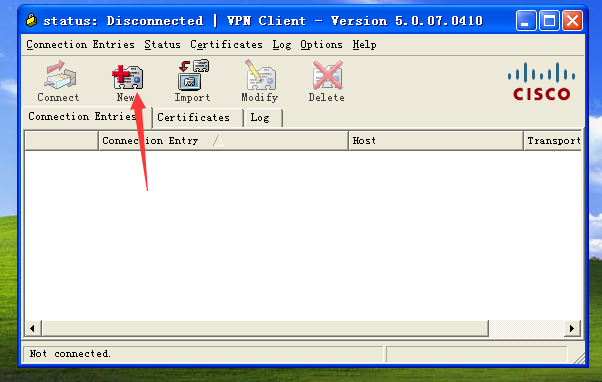 status: Disconnected | VPN Client - Version 5.0.07.0410
Connection Entries Status Certificates Log Options Help
Connect New Import Modify Delete
CISCO
Connection Entries Certificates Log
Connection Entry Host Transport
Not connected.